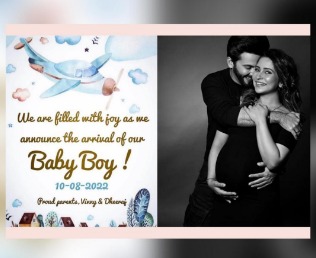 We are filled with joy as we
announce the arrival of our
Baby Boy !
10-08-2022
Proud parents, Vinny & Dheeraj